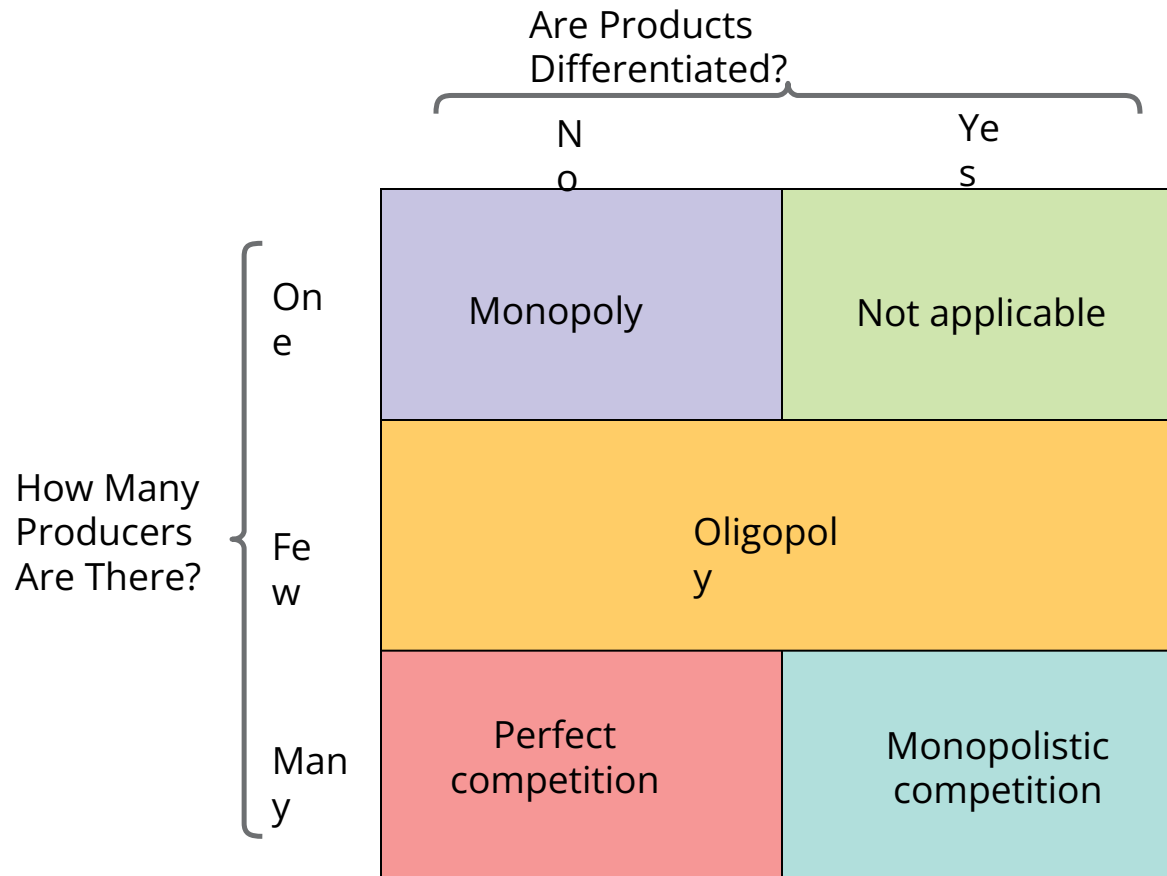 Are Products
Differentiated?
N
o
Ye
s
On
e
Monopoly
Not applicable
How Many
Producers
Are There?
Fe
w
Oligopol
y
Man
y
Perfect
competition
Monopolistic
competition